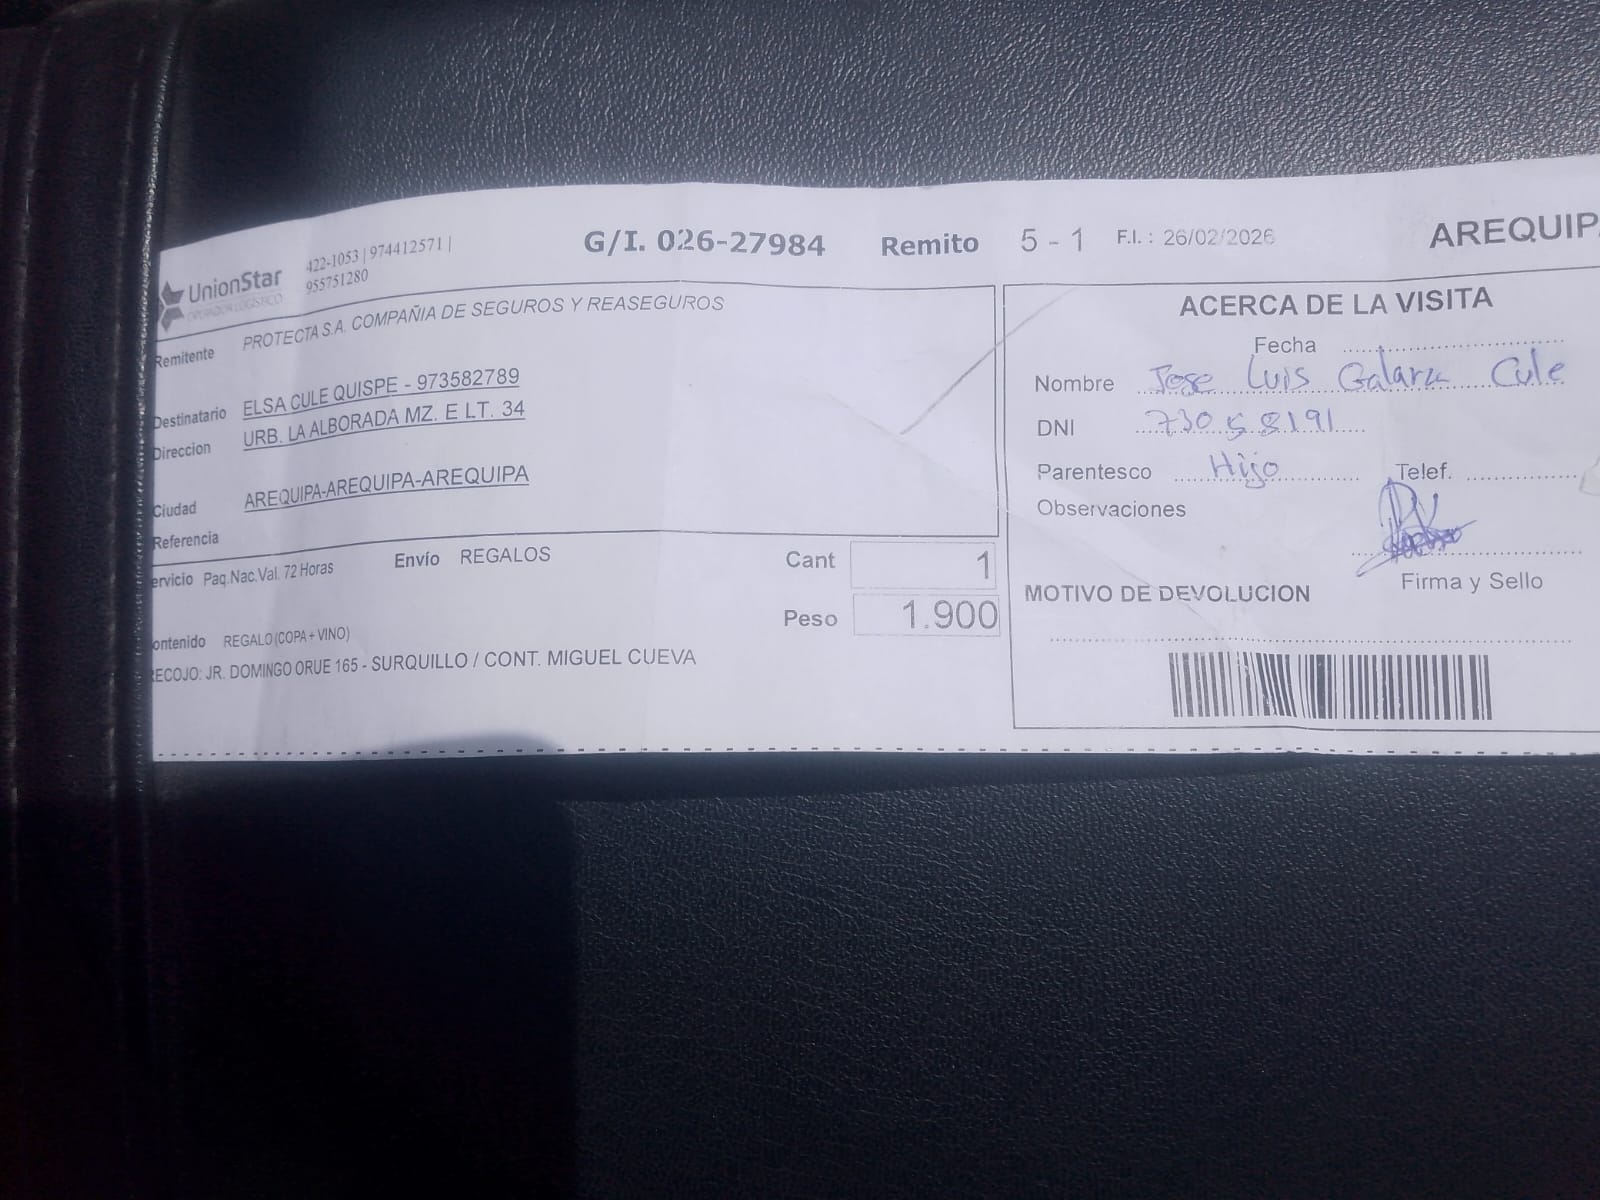 UnionStar
OPERADOR LOGÍSTICO
422-1053 | 974412571 |
955751280
G/I. 026-27984 Remito 5 - 1 F.I. : 26/02/2026 AREQUIPA
Remitente PROTECTA S.A. COMPAÑIA DE SEGUROS Y REASEGUROS
Destinatario ELSA CULE QUISPE - 973582789
Direccion URB. LA ALBORADA MZ. E LT. 34
Ciudad AREQUIPA-AREQUIPA-AREQUIPA
Referencia
ervicio Paq.Nac.Val. 72 Horas Envío REGALOS Cant 1
Peso 1.900
ontenido REGALO (COPA + VINO)
RECOJO: JR. DOMINGO ORUE 165 - SURQUILLO / CONT. MIGUEL CUEVA
ACERCA DE LA VISITA
Fecha
Nombre Jose Luis Cule
DNI 73058191
Parentesco Hijo Telef.
Observaciones
Firma y Sello
MOTIVO DE DEVOLUCION